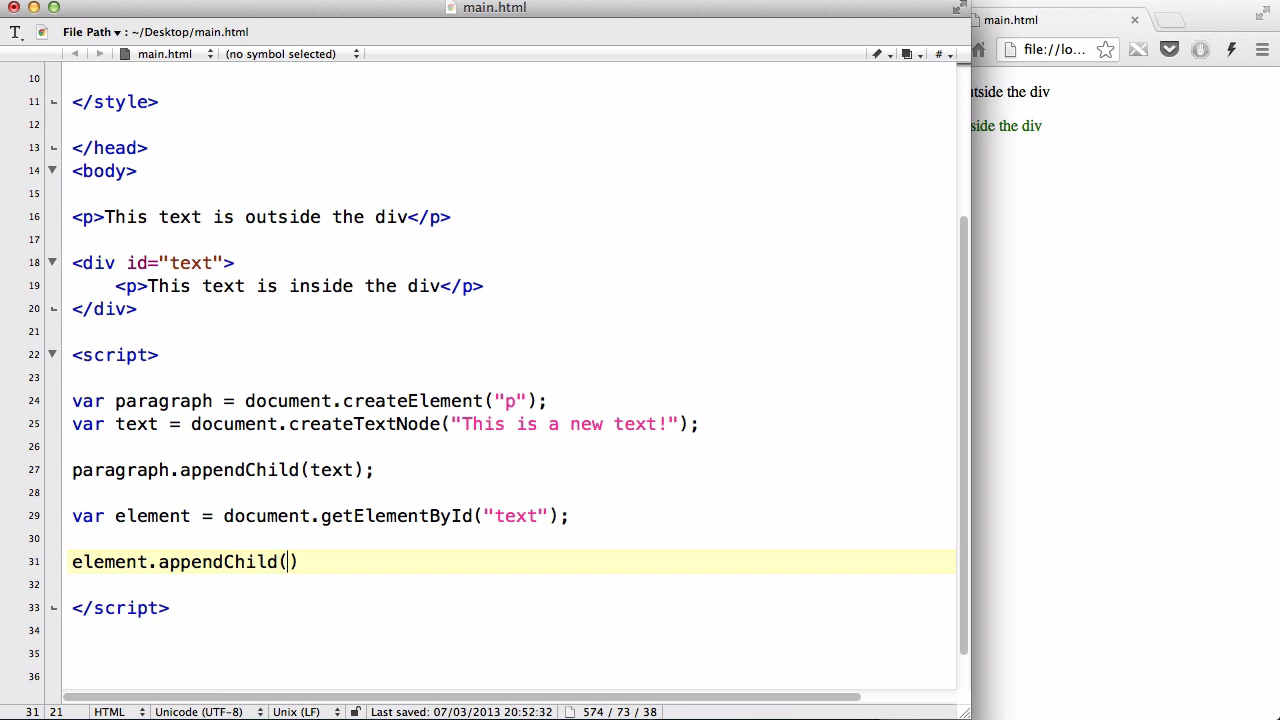 main.html
File Path ▾ : ~/Desktop/main.html
main.html (no symbol selected)
10
11 </style>
12
13 </head>
14 <body>
15
16 <p>This text is outside the div</p>
17
18 <div id="text">
19 <p>This text is inside the div</p>
20 </div>
21
22 <script>
23
24 var paragraph = document.createElement("p");
25 var text = document.createTextNode("This is a new text!");
26
27 paragraph.appendChild(text);
28
29 var element = document.getElementById("text");
30
31 element.appendChild()
32
33 </script>
34
35
36
31 21 HTML Unicode (UTF-8) Unix (LF) Last saved: 07/03/2013 20:52:32 574 / 73 / 38
main.html
file://lo...
utside the div
side the div